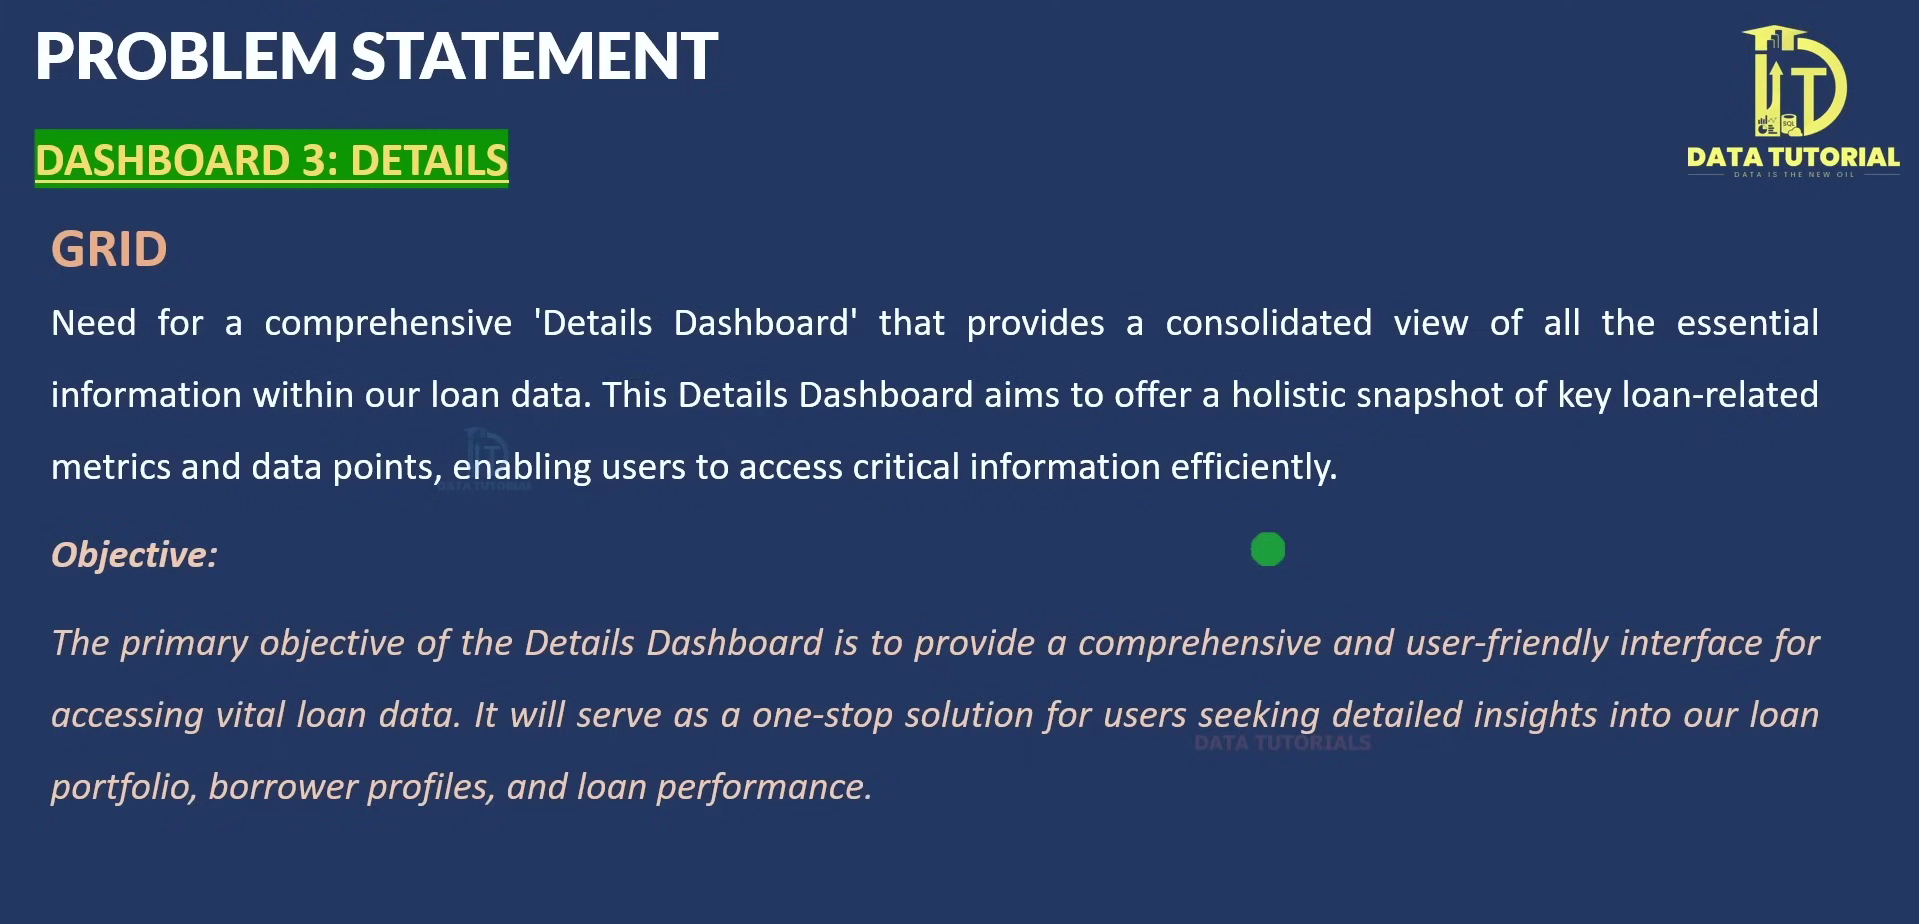 PROBLEM STATEMENT
DATA TUTORIAL
DATA IS THE NEW OIL
DASHBOARD 3: DETAILS
GRID
Need for a comprehensive 'Details Dashboard' that provides a consolidated view of all the essential
information within our loan data. This Details Dashboard aims to offer a holistic snapshot of key loan-related
metrics and data points, enabling users to access critical information efficiently.
DATA TUTORIAL
Objective:
The primary objective of the Details Dashboard is to provide a comprehensive and user-friendly interface for
accessing vital loan data. It will serve as a one-stop solution for users seeking detailed insights into our loan
DATA TUTORIALS
portfolio, borrower profiles, and loan performance.